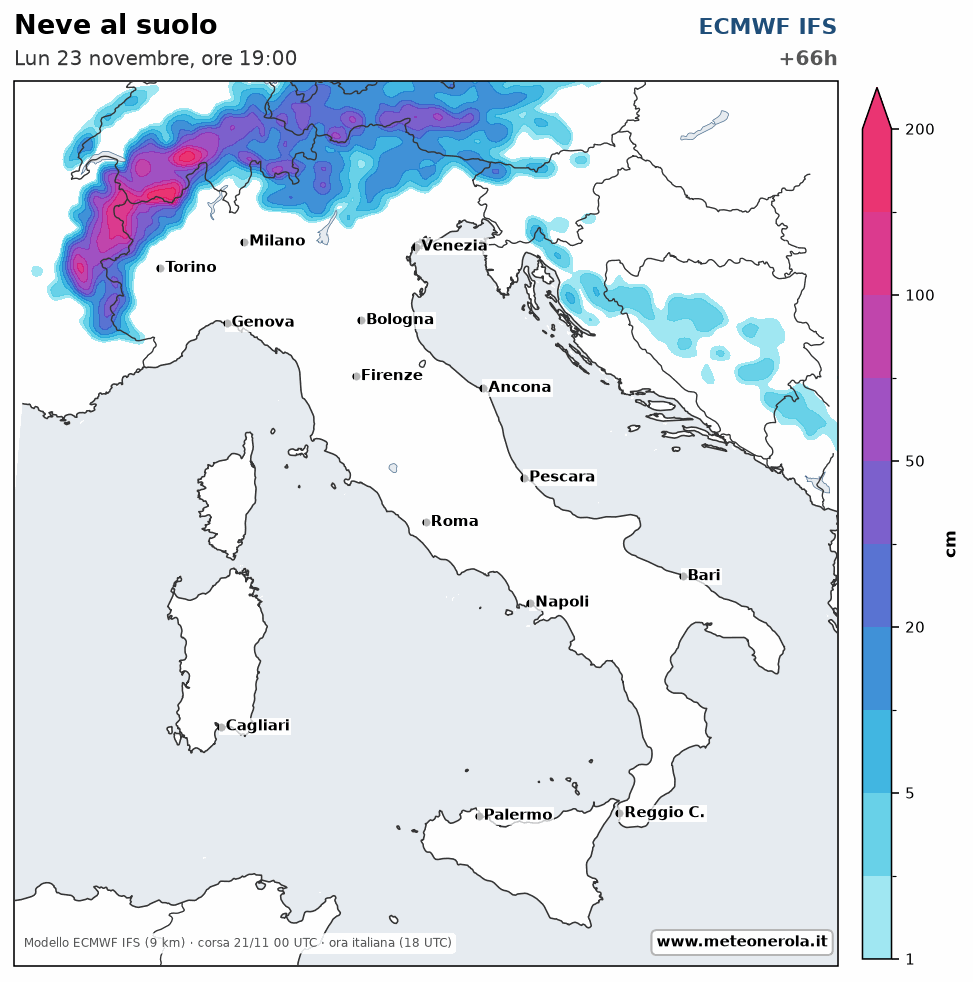 Neve al suolo
ECMWF IFS
Lun 23 novembre, ore 19:00
+66h
Milano
Venezia
Torino
Genova
Bologna
Firenze
Ancona
Pescara
Roma
Bari
Napoli
Cagliari
Palermo
Reggio C.
200
100
50
20
5
1
cm
Modello ECMWF IFS (9 km) · corsa 21/11 00 UTC · ora italiana (18 UTC)
www.meteonerola.it